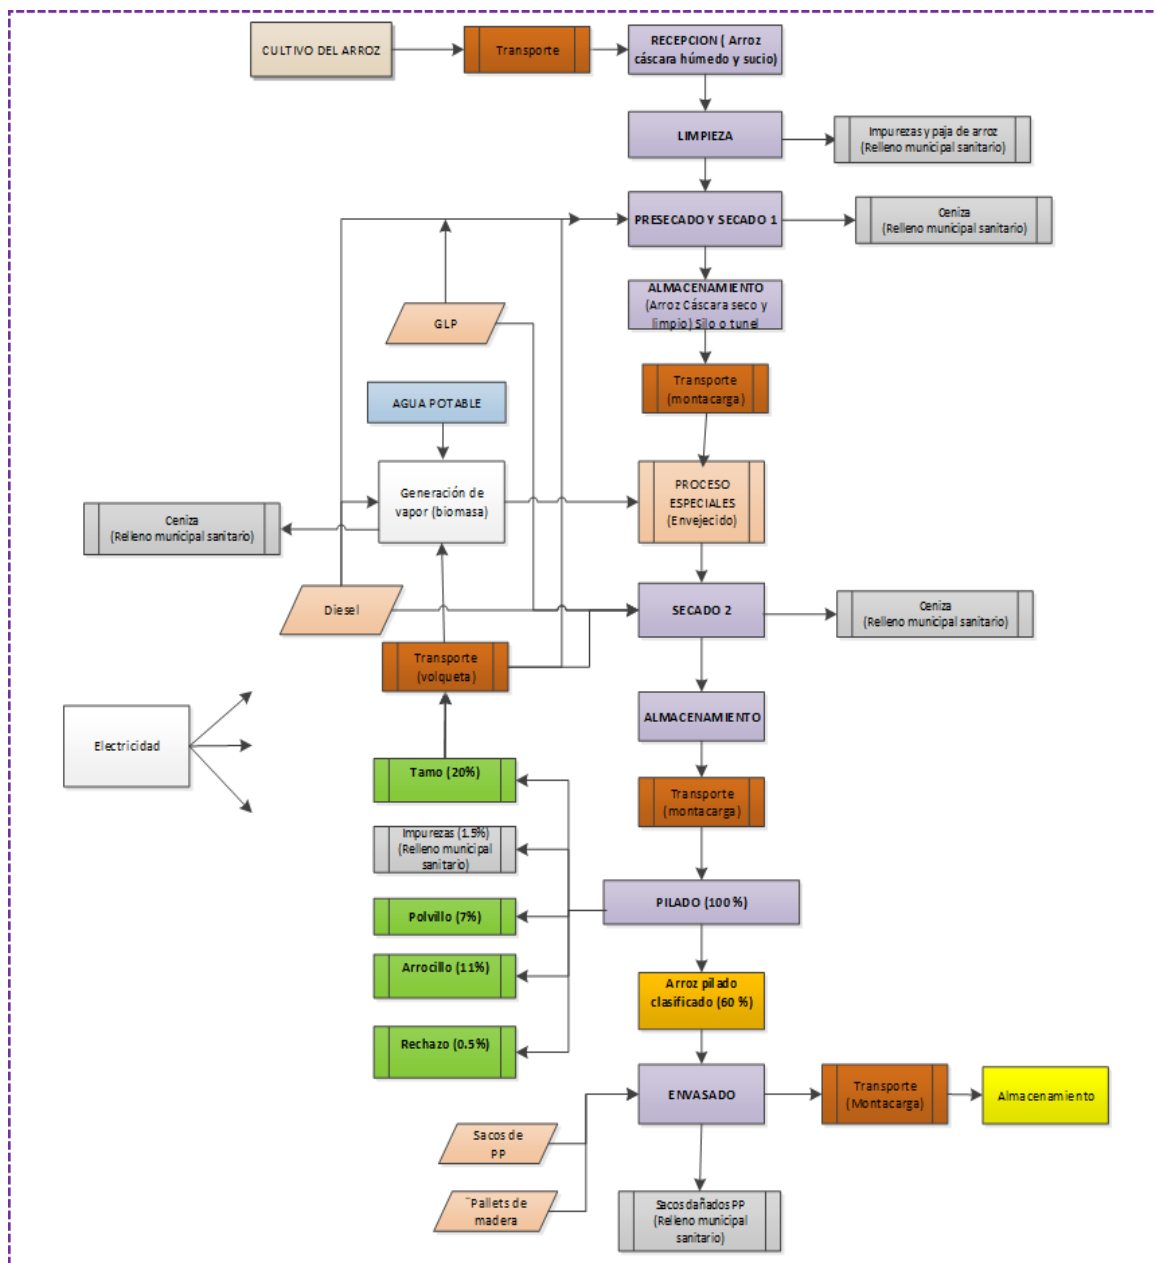 CULTIVO DEL ARROZ
Transporte
RECEPCION ( Arroz
cáscara húmedo y sucio)
LIMPIEZA
Impurezas y paja de arroz
(Relleno municipal sanitario)
PRESECADO Y SECADO 1
Ceniza
(Relleno municipal sanitario)
ALMACENAMIENTO
(Arroz Cáscara seco y
limpio) Silo o tunel
GLP
Transporte
(montacarga)
AGUA POTABLE
Generación de
vapor (biomasa)
PROCESO
ESPECIALES
(Envejecido)
Ceniza
(Relleno municipal sanitario)
Diesel
SECADO 2
Ceniza
(Relleno municipal sanitario)
Transporte
(volqueta)
ALMACENAMIENTO
Electricidad
Tamo (20%)
Transporte
(montacarga)
Impurezas (1.5%)
(Relleno municipal
sanitario)
PILADO (100 %)
Polvillo (7%)
Arrocillo (11%)
Arroz pilado
clasificado (60 %)
Rechazo (0.5%)
ENVASADO
Transporte
(Montacarga)
Almacenamiento
Sacos de
PP
¨Pallets de
madera
Sacos dañados PP
(Relleno municipal
sanitario)